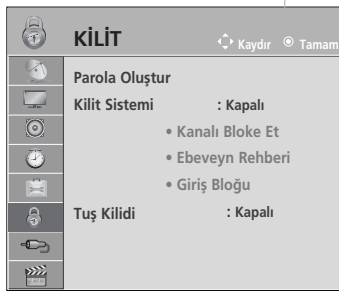 KİLİT
Kaydır Tamam
Parola Oluştur
Kilit Sistemi : Kapalı
• Kanalı Bloke Et
• Ebeveyn Rehberi
• Giriş Bloğu
Tuş Kilidi : Kapalı